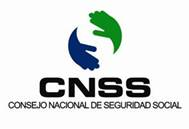 CNSS
CONSEJO NACIONAL DE SEGURIDAD SOCIAL